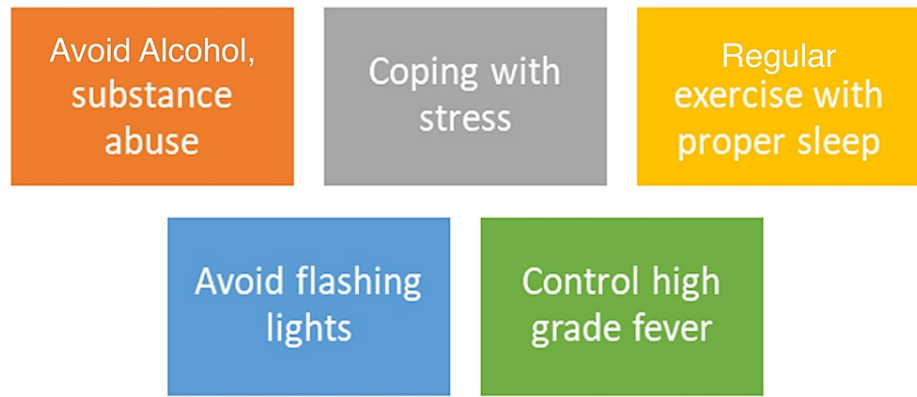 Avoid Alcohol,
substance
abuse
Coping with
stress
Regular
exercise with
proper sleep
Avoid flashing
lights
Control high
grade fever